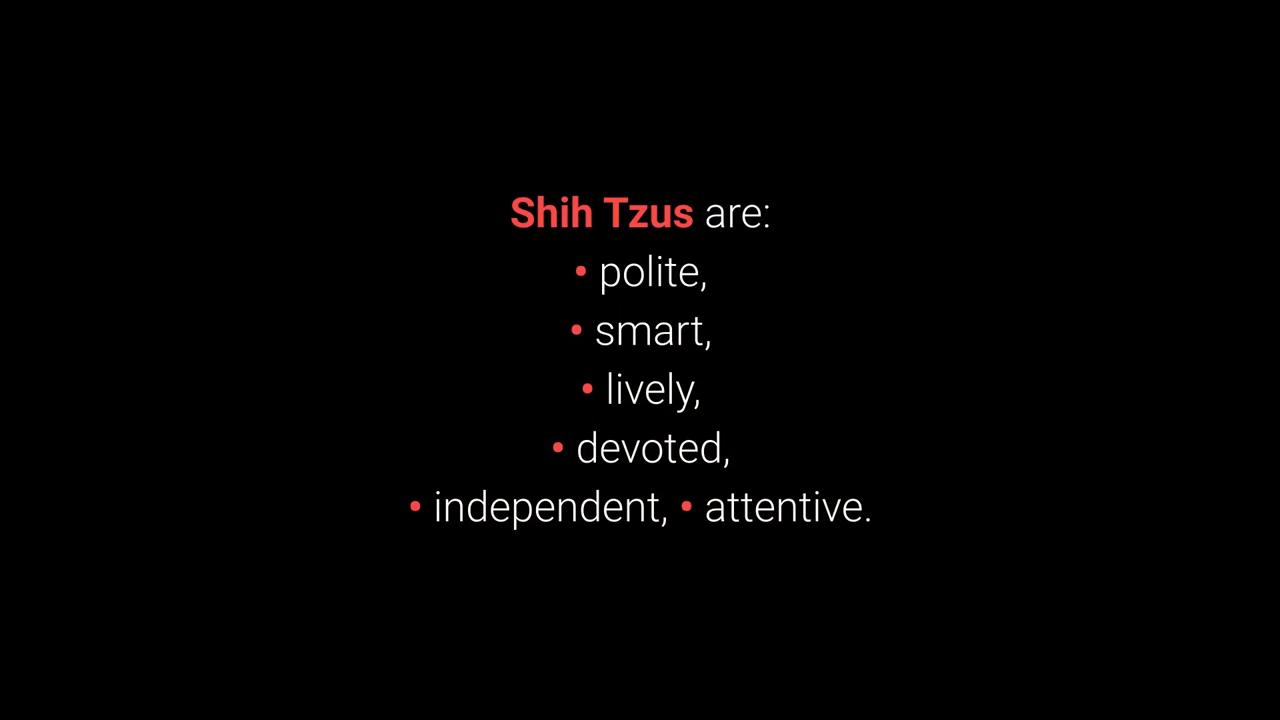 Shih Tzus are:
• polite,
• smart,
• lively,
• devoted,
• independent, • attentive.